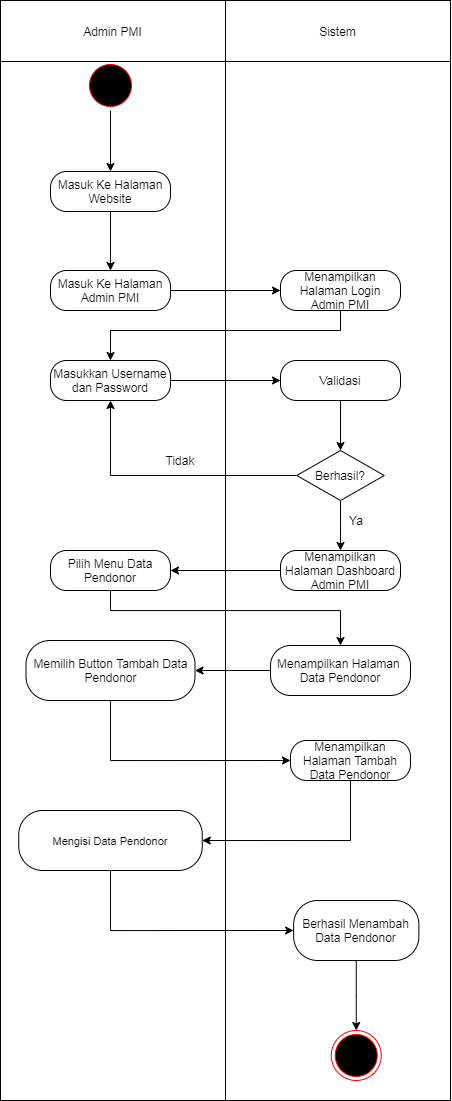 Admin PMI
Sistem
Masuk Ke Halaman
Website
Masuk Ke Halaman
Admin PMI
Menampilkan
Halaman Login
Admin PMI
Masukkan Username
dan Password
Validasi
Tidak
Berhasil?
Ya
Pilih Menu Data
Pendonor
Menampilkan
Halaman Dashboard
Admin PMI
Memilih Button Tambah Data
Pendonor
Menampilkan Halaman
Data Pendonor
Menampilkan
Halaman Tambah
Data Pendonor
Mengisi Data Pendonor
Berhasil Menambah
Data Pendonor